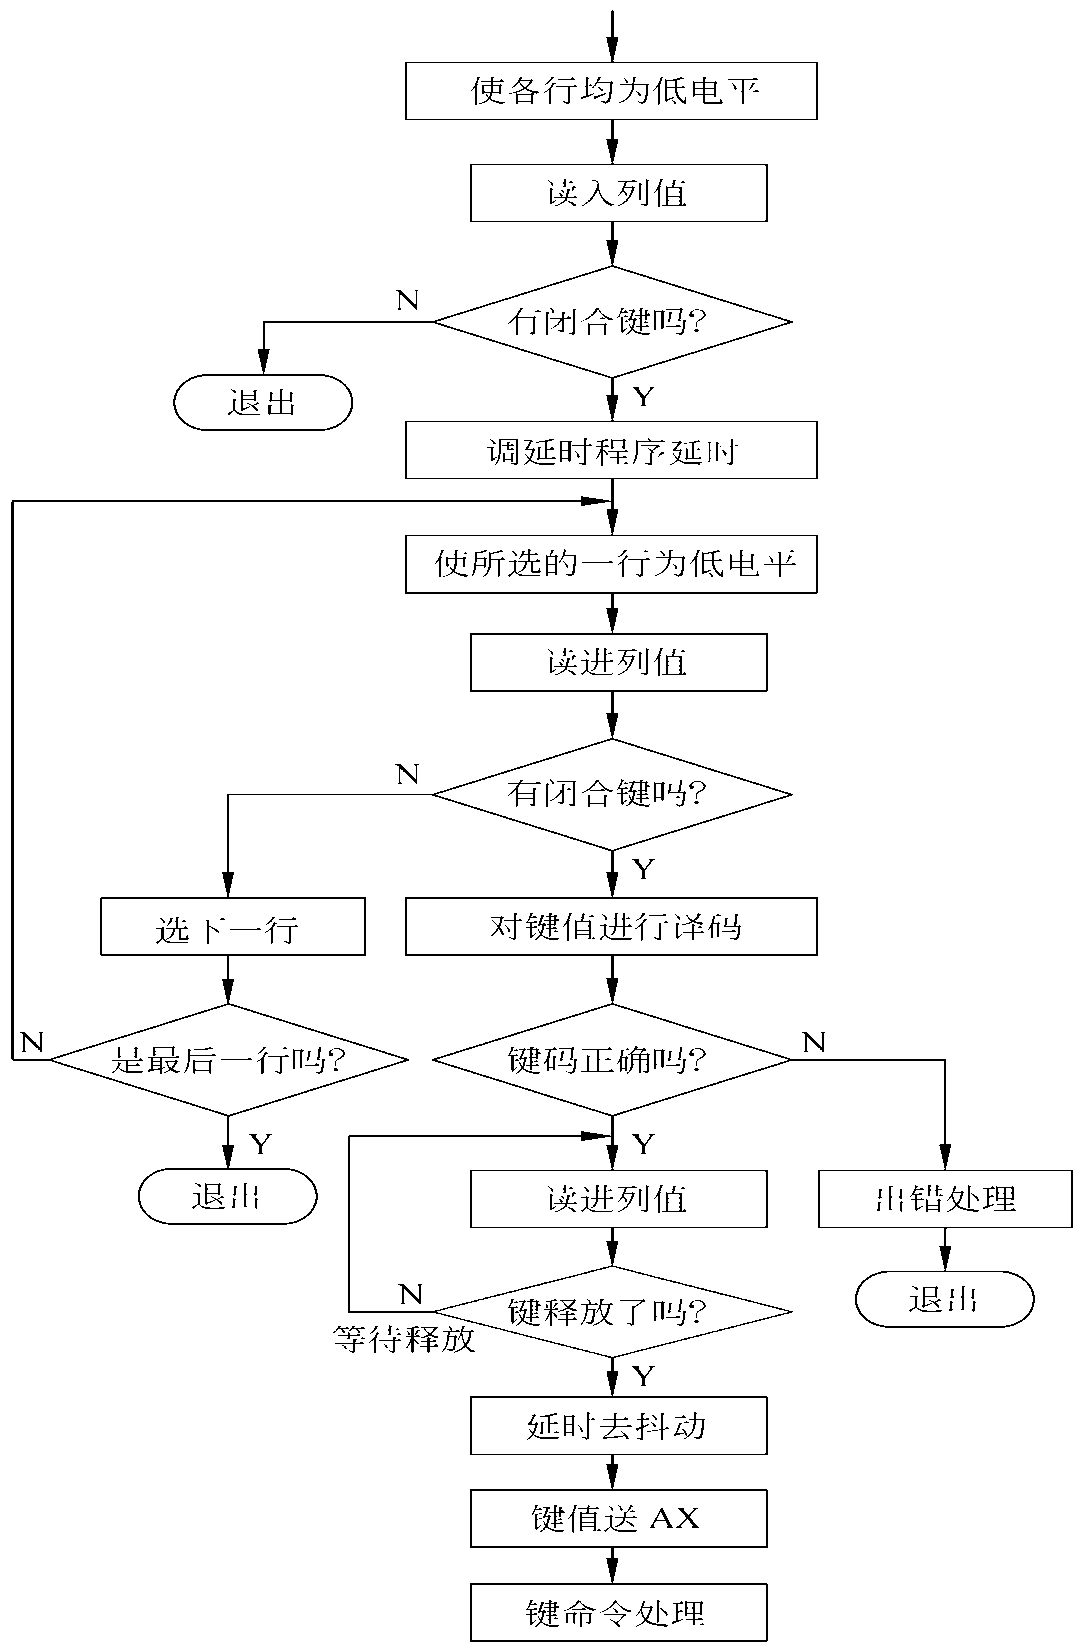 使各行均为低电平
读入列值
有闭合键吗?
N
退出
Y
调延时程序延时
使所选的一行为低电平
读进列值
有闭合键吗?
N
Y
选下一行
对键值进行译码
是最后一行吗?
N
Y
退出
键码正确吗?
N
Y
读进列值
出错处理
退出
键释放了吗?
N
等待释放
Y
延时去抖动
键值送 AX
键命令处理